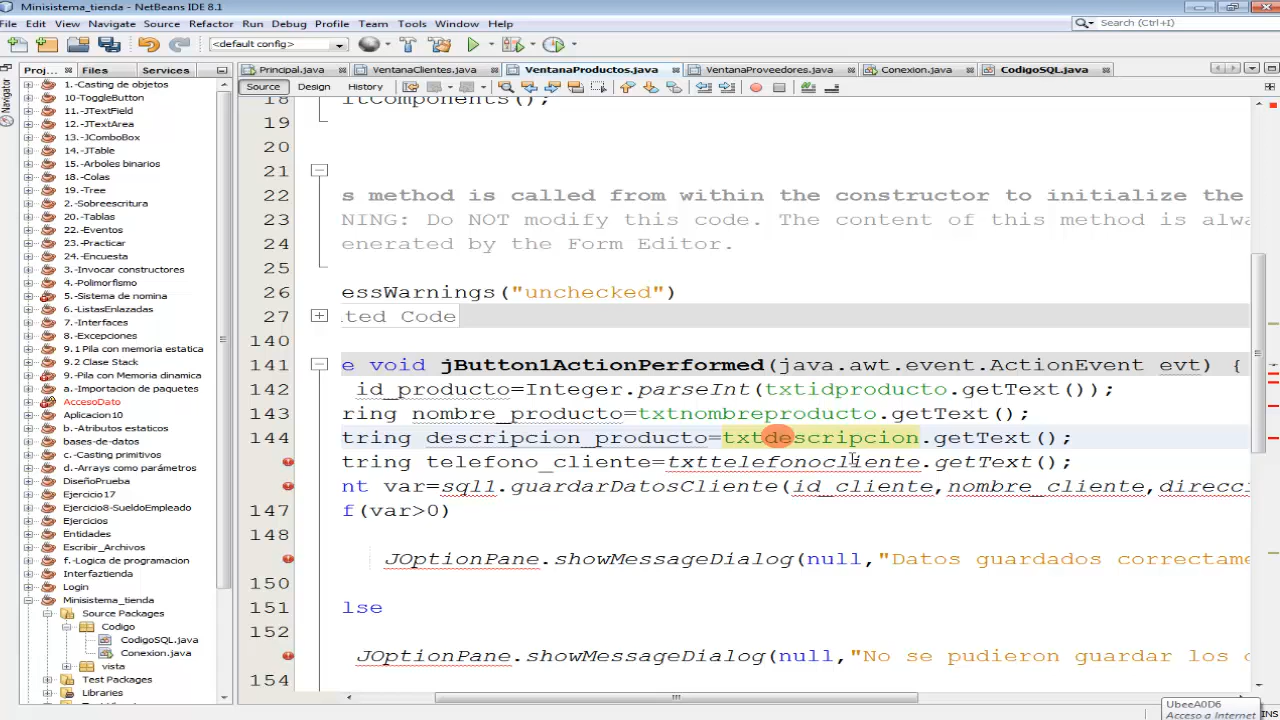 Minisistema_tienda - NetBeans IDE 8.1
File Edit View Navigate Source Refactor Run Debug Profile Team Tools Window Help
<default config>
Search (Ctrl+I)
Proj...
Files
Services
Principal.java
VentanaClientes.java
VentanaProductos.java
VentanaProveedores.java
Conexion.java
CodigoSQL.java
Source Design History
Navigator
1.-Casting de objetos
10-ToggleButton
11.-JTextField
12.-JTextArea
13.-JComboBox
14.-JTable
15.-Arboles binarios
18.-Colas
19.-Tree
2.-Sobreescritura
20.-Tablas
22.-Eventos
23.-Practicar
24.-Encuesta
3.-Invocar constructores
4.-Polimorfismo
5.-Sistema de nomina
6.-ListasEnlazadas
7.-Interfaces
8.-Excepciones
9.1 Pila con memoria estatica
9.2 Clase Stack
9.-Pila con Memoria dinamica
a.-Importacion de paquetes
AccesoDato
Aplicacion10
b.-Atributos estaticos
bases-de-datos
c.-Casting primitivos
d.-Arrays como parámetros
DiseñoPrueba
Ejercicio17
Ejercicio8-SueldoEmpleado
Ejercicios
Entidades
Escribir_Archivos
f.-Logica de programacion
Interfaztienda
Login
Minisistema_tienda
Source Packages
Codigo
CodigoSQL.java
Conexion.java
vista
Test Packages
Libraries
18 itComponents();
19
20
21
22 s method is called from within the constructor to initialize the
23 NING: Do NOT modify this code. The content of this method is alwa
24 enerated by the Form Editor.
25
26 essWarnings("unchecked")
27 ted Code
140
141 e void jButton1ActionPerformed(java.awt.event.ActionEvent evt) {
142 id_producto=Integer.parseInt(txtidproducto.getText());
143 ring nombre_producto=txtnombreproducto.getText();
144 tring descripcion_producto=txtdescripcion.getText();
tring telefono_cliente=txttelefonocliente.getText();
nt var=sqll.guardarDatosCliente(id_cliente,nombre_cliente,direcci
147 f(var>0)
148
JOptionPane.showMessageDialog(null,"Datos guardados correctame
150
151 lse
152
JOptionPane.showMessageDialog(null,"No se pudieron guardar los
154
UbeeA0D6
Acceso a Internet
INS